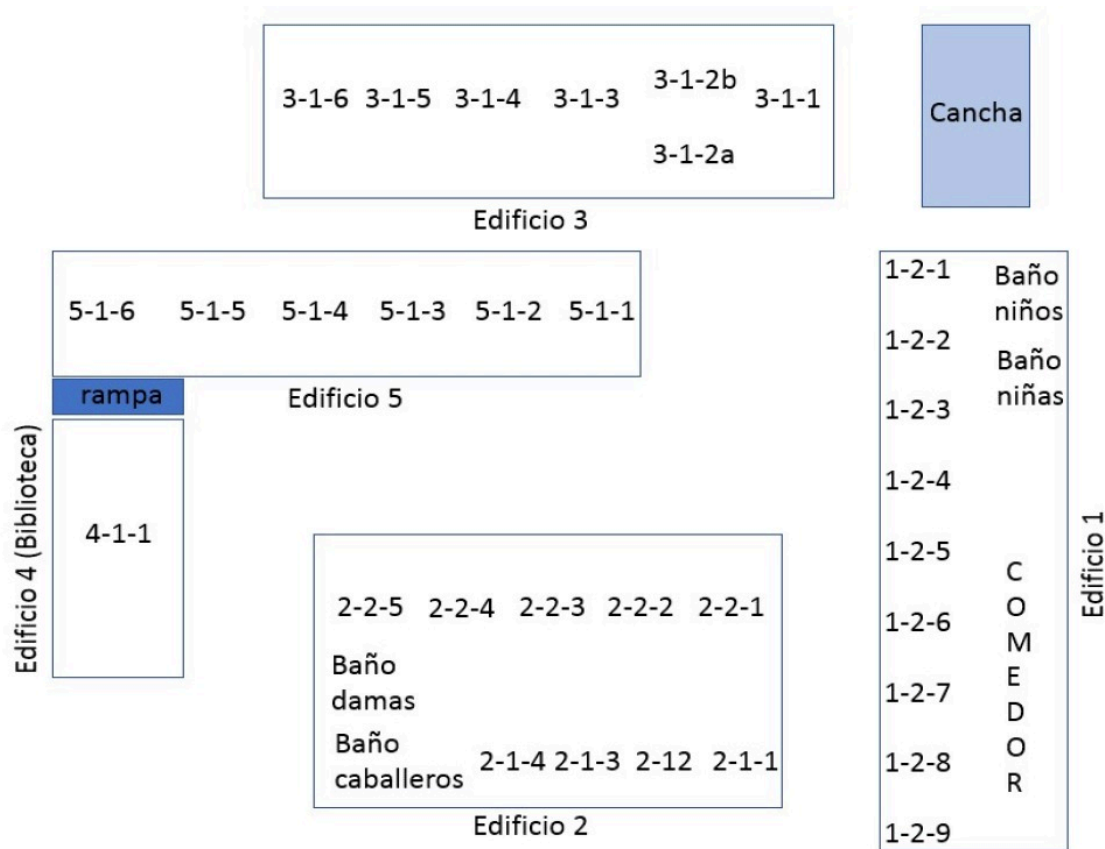 3-1-6 3-1-5 3-1-4 3-1-3 3-1-2b 3-1-1
3-1-2a
Edificio 3
Cancha
5-1-6 5-1-5 5-1-4 5-1-3 5-1-2 5-1-1
Edificio 5
rampa
Edificio 4 (Biblioteca)
4-1-1
2-2-5 2-2-4 2-2-3 2-2-2 2-2-1
Baño
damas
Baño
caballeros
2-1-4 2-1-3 2-12 2-1-1
Edificio 2
1-2-1
1-2-2
1-2-3
1-2-4
1-2-5
1-2-6
1-2-7
1-2-8
1-2-9
Baño
niños
Baño
niñas
COMEDOR
Edificio 1